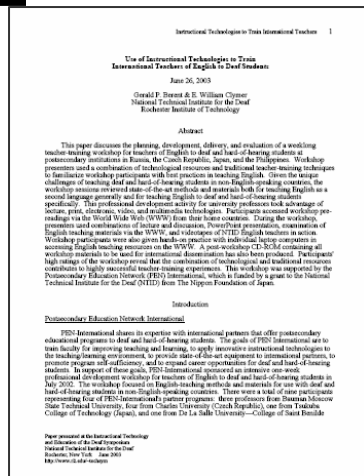 Instructional Technologies to Train International Teachers 1
Use of Instructional Technologies to Train
International Teachers of English to Deaf Students
June 26, 2003
Gerald P. Berent & E. William Clymer
National Technical Institute for the Deaf
Rochester Institute of Technology
Abstract
This paper discusses the planning, development, delivery, and evaluation of a weeklong
teacher-training workshop for teachers of English to deaf and hard-of-hearing students at
postsecondary institutions in Russia, the Czech Republic, Japan, and the Philippines. Workshop
presenters used a combination of technological resources and traditional teacher-training techniques
to familiarize workshop participants with best practices in teaching English. Given the unique
challenges of teaching deaf and hard-of-hearing students in non-English-speaking countries, the
workshop sessions reviewed state-of-the-art methods and materials both for teaching English as a
second language generally and for teaching English to deaf and hard-of-hearing students
specifically. This professional development activity for university professors took advantage of
lecture, print, electronic, video, and multimedia technologies. Participants accessed workshop pre-
readings via the World Wide Web (WWW) from their home countries. During the workshop,
presenters used combinations of lecture and discussion, PowerPoint presentation, examination of
English teaching materials via the WWW, and videotapes of NTID English teachers in action.
Workshop participants were also given hands-on practice with individual laptop computers in
accessing English teaching resources on the WWW. A post-workshop CD-ROM containing all
workshop materials to be used for international dissemination has also been produced. Participants'
high ratings of the workshop reveal that the combination of technological and traditional resources
contributes to highly successful teacher-training experiences. This workshop was supported by the
Postsecondary Education Network (PEN) International, which is funded by a grant to the National
Technical Institute for the Deaf (NTID) from The Nippon Foundation of Japan.
Introduction
Postsecondary Education Network International
PEN-International shares its expertise with international partners that offer postsecondary
educational programs to deaf and hard-of-hearing students. The goals of PEN International are to
train faculty for improving teaching and learning, to apply innovative instructional technologies to
the teaching/learning environment, to provide state-of-the-art equipment to international partners, to
promote program self-sufficiency, and to expand career opportunities for deaf and hard-of-hearing
students. In support of these goals, PEN-International sponsored an intensive one-week
professional development workshop for teachers of English to deaf and hard-of-hearing students in
July 2002. The workshop focused on English-teaching methods and materials for use with deaf and
hard-of-hearing students in non-English-speaking countries. There were a total of nine participants
representing four of PEN-International's partner programs: three professors from Bauman Moscow
State Technical University, four from Charles University (Czech Republic), one from Tsukuba
College of Technology (Japan), and one from De La Salle University—College of Saint Benilde
Paper presented at the Instructional Technology
and Education of the Deaf Symposium
National Technical Institute for the Deaf
Rochester, New York June 2003
http://www.rit.edu/~techsym